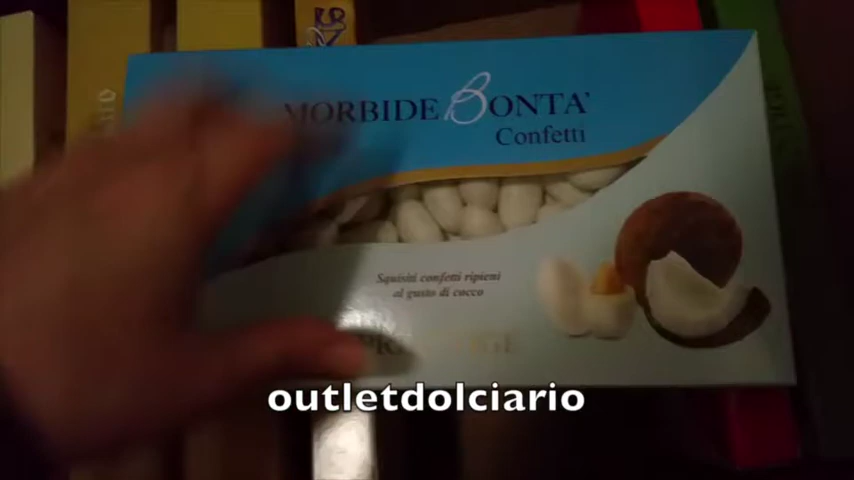 MORBIDE BONTA'
Confetti
Squisiti confetti ripieni
al gusto di cocco
outletdolciario